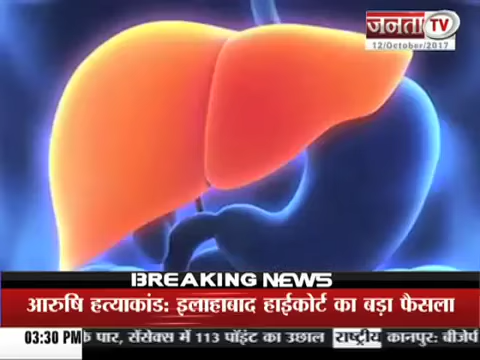 जनता TV
12/October/2017
BREAKING NEWS
आरुषि हत्याकांड: इलाहाबाद हाईकोर्ट का बड़ा फैसला
03:30 PM के पार, सेंसेक्स में 113 पॉइंट का उछाल राष्ट्रीय कानपुर: बीजेपी